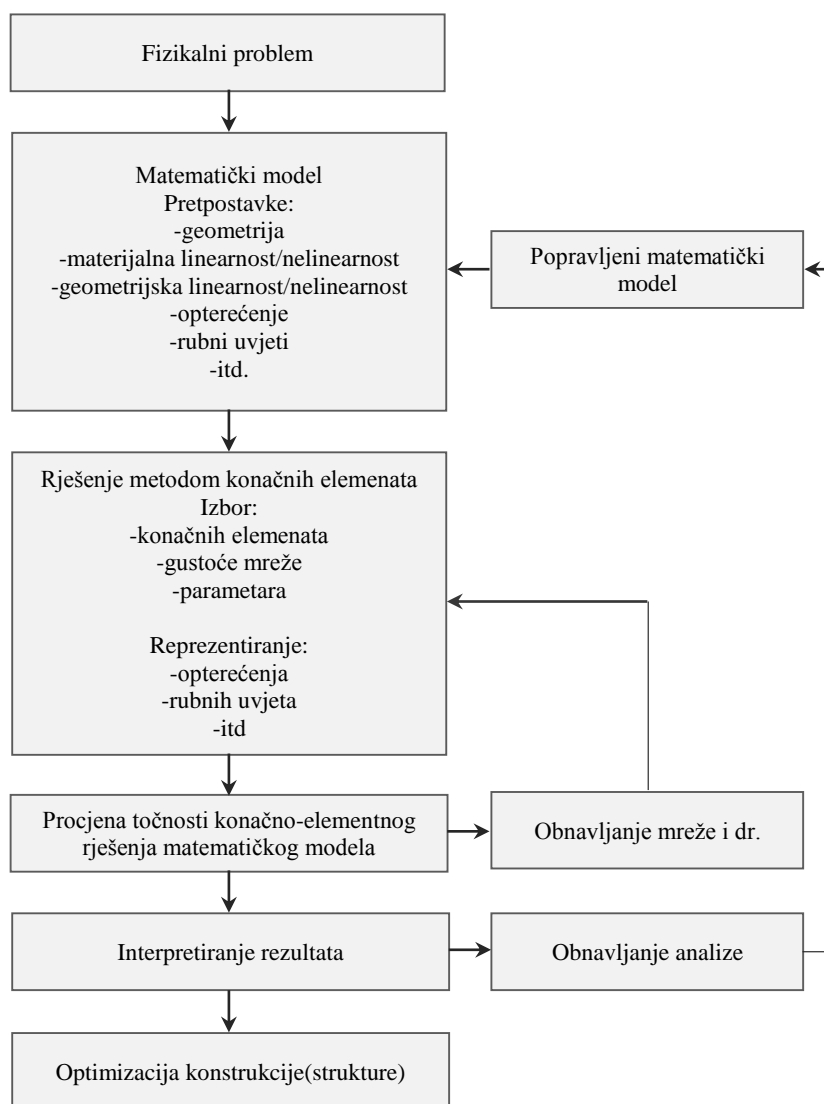 Fizikalni problem
Matematički model
Pretpostavke:
-geometrija
-materijalna linearnost/nelinearnost
-geometrijska linearnost/nelinearnost
-opterećenje
-rubni uvjeti
-itd.
Popravljeni matematički
model
Rješenje metodom konačnih elemenata
Izbor:
-konačnih elemenata
-gustoće mreže
-parametara
Reprezentiranje:
-opterećenja
-rubnih uvjeta
-itd
Procjena točnosti konačno-elementnog
rješenja matematičkog modela
Obnavljanje mreže i dr.
Interpretiranje rezultata
Obnavljanje analize
Optimizacija konstrukcije(strukture)